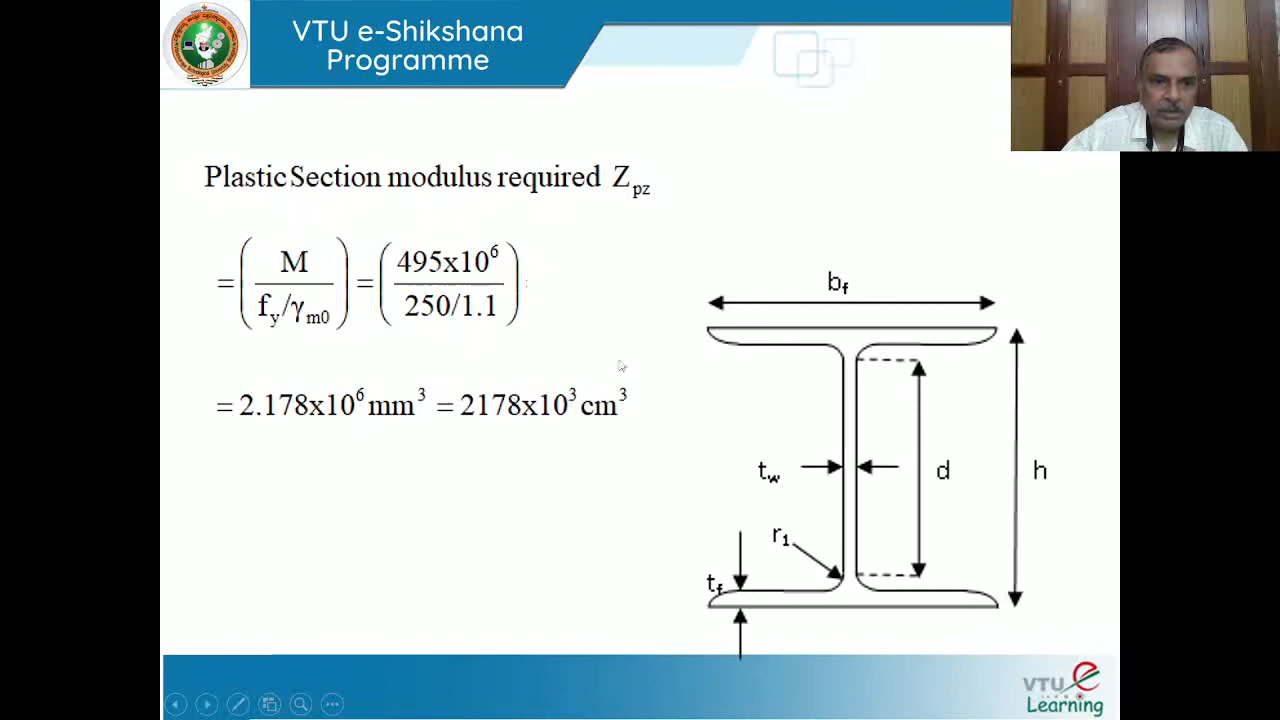 VTU e-Shikshana
Programme
Plastic Section modulus required Z_pz
= (M / (f_y/γ_m0)) = (495x10^6 / (250/1.1))
= 2.178x10^6 mm^3 = 2178x10^3 cm^3
b_f
t_w
d
h
r_1
t_f
VTU e
Learning